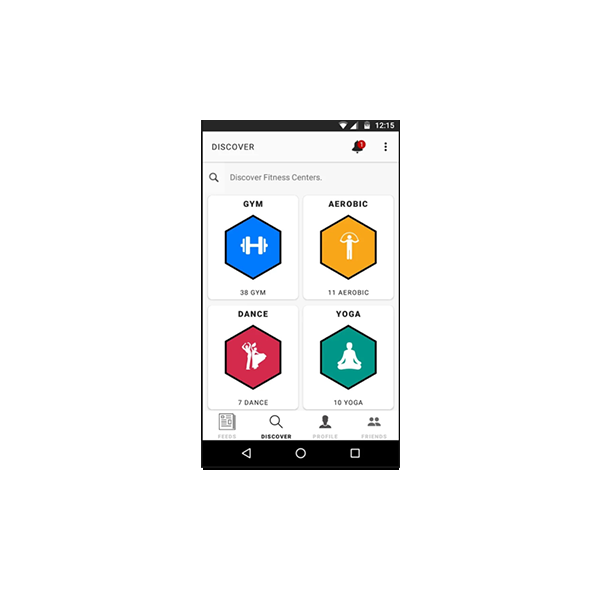 12:15
DISCOVER
1
Discover Fitness Centers.
GYM
AEROBIC
38 GYM
11 AEROBIC
DANCE
YOGA
7 DANCE
10 YOGA
FEEDS
DISCOVER
PROFILE
FRIENDS